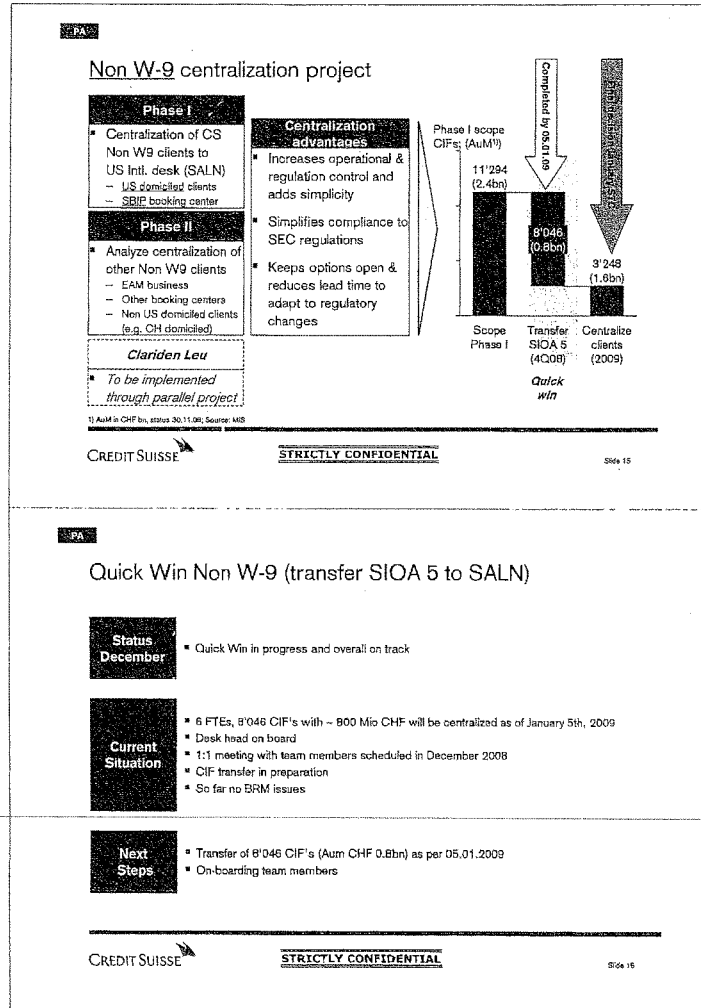 PA
Non W-9 centralization project
Phase I
Centralization of CS
Non W9 clients to
US Intl. desk (SALN)
– US domiciled clients
– SBIP booking center
Phase II
Analyze centralization of
other Non W9 clients
– EAM business
– Other booking centers
– Non US domiciled clients
(e.g. CH domiciled)
Clariden Leu
To be implemented
through parallel project
Centralization
advantages
Increases operational &
regulation control and
adds simplicity
Simplifies compliance to
SEC regulations
Keeps options open &
reduces lead time to
adapt to regulatory
changes
Phase I scope
CIFs; (AuM¹⁾)
Completed by 05.01.09
11'294
(2.4bn)
8'046
(0.8bn)
3'248
(1.6bn)
Scope
Phase I
Transfer
SIOA 5
(4Q08)
Centralize
clients
(2009)
Quick
win
1) AuM in CHF bn, status 30.11.08; Source: MIS
CREDIT SUISSE
STRICTLY CONFIDENTIAL
Slide 15
PA
Quick Win Non W-9 (transfer SIOA 5 to SALN)
Status
December
Quick Win in progress and overall on track
Current
Situation
6 FTEs, 8'046 CIF's with ~ 800 Mio CHF will be centralized as of January 5th, 2009
Desk head on board
1:1 meeting with team members scheduled in December 2008
CIF transfer in preparation
So far no BRM issues
Next
Steps
Transfer of 8'046 CIF's (Aum CHF 0.8bn) as per 05.01.2009
On-boarding team members
CREDIT SUISSE
STRICTLY CONFIDENTIAL
Slide 16